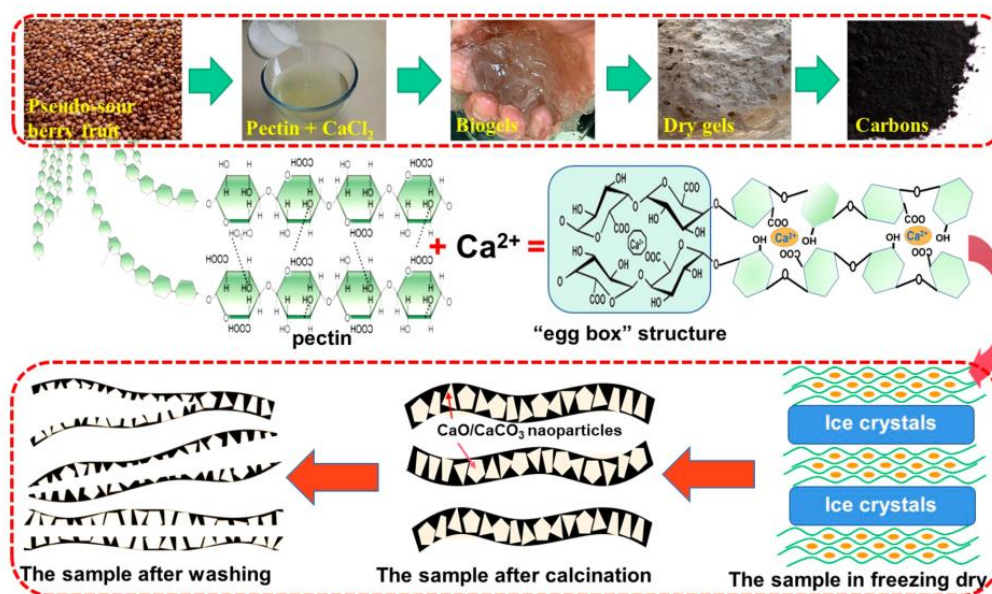 Pseudo-sour
berry fruit
Pectin + CaCl₂
Biogels
Dry gels
Carbons
pectin
+ Ca²⁺ =
"egg box" structure
CaO/CaCO₃ naoparticles
Ice crystals
Ice crystals
The sample after washing
The sample after calcination
The sample in freezing dry